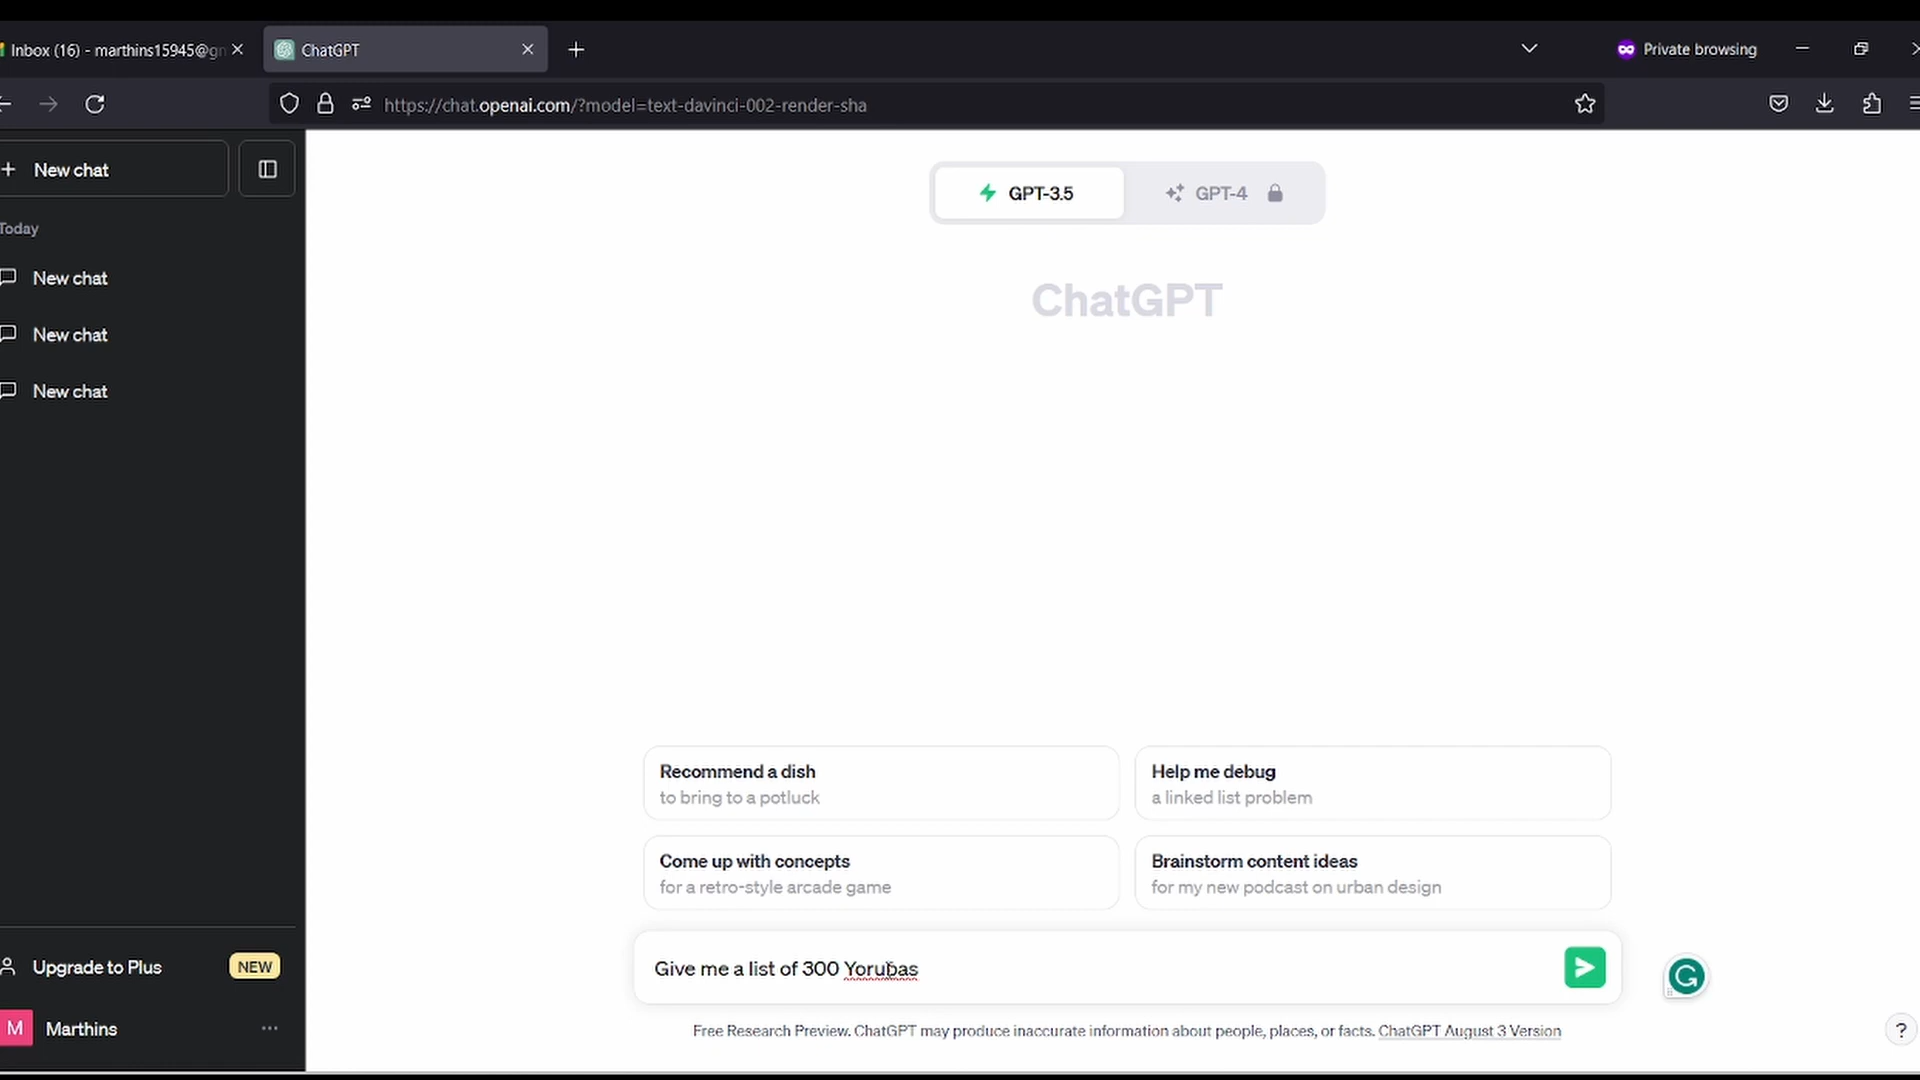 Inbox (16) - marthins15945@gn
ChatGPT
Private browsing
https://chat.openai.com/?model=text-davinci-002-render-sha
New chat
GPT-3.5
GPT-4
Today
New chat
ChatGPT
New chat
New chat
Recommend a dish
to bring to a potluck
Help me debug
a linked list problem
Come up with concepts
for a retro-style arcade game
Brainstorm content ideas
for my new podcast on urban design
Upgrade to Plus
NEW
Give me a list of 300 Yorubas
M
Marthins
Free Research Preview. ChatGPT may produce inaccurate information about people, places, or facts. ChatGPT August 3 Version
?